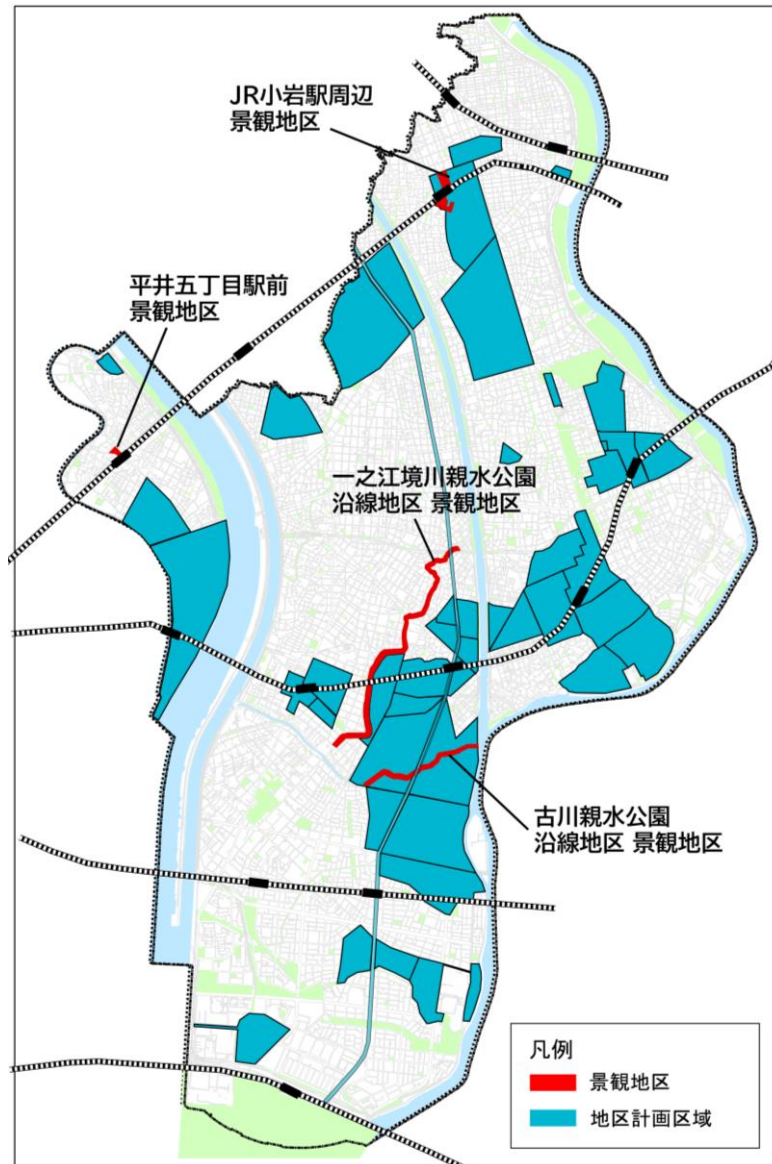 JR小岩駅周辺
景観地区
平井五丁目駅前
景観地区
一之江境川親水公園
沿線地区 景観地区
古川親水公園
沿線地区 景観地区
凡例
景観地区
地区計画区域